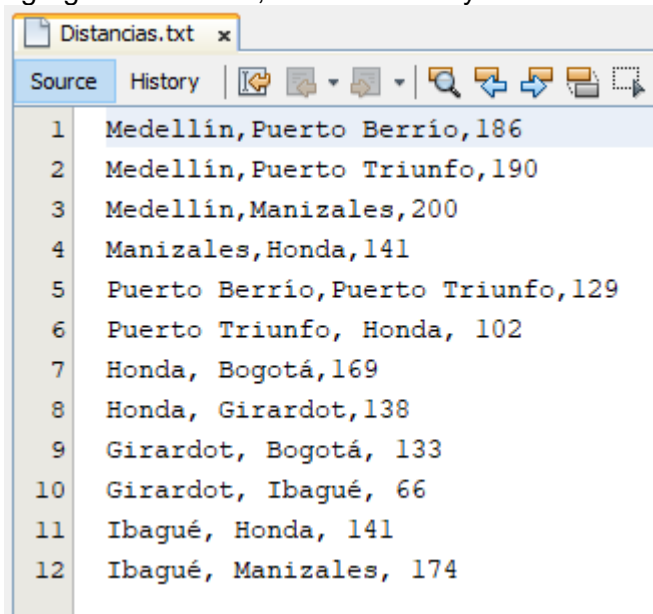 Distancias.txt x
Source History
1 Medellín,Puerto Berrío,186
2 Medellín,Puerto Triunfo,190
3 Medellín,Manizales,200
4 Manizales,Honda,141
5 Puerto Berrío,Puerto Triunfo,129
6 Puerto Triunfo, Honda, 102
7 Honda, Bogotá,169
8 Honda, Girardot,138
9 Girardot, Bogotá, 133
10 Girardot, Ibagué, 66
11 Ibagué, Honda, 141
12 Ibagué, Manizales, 174